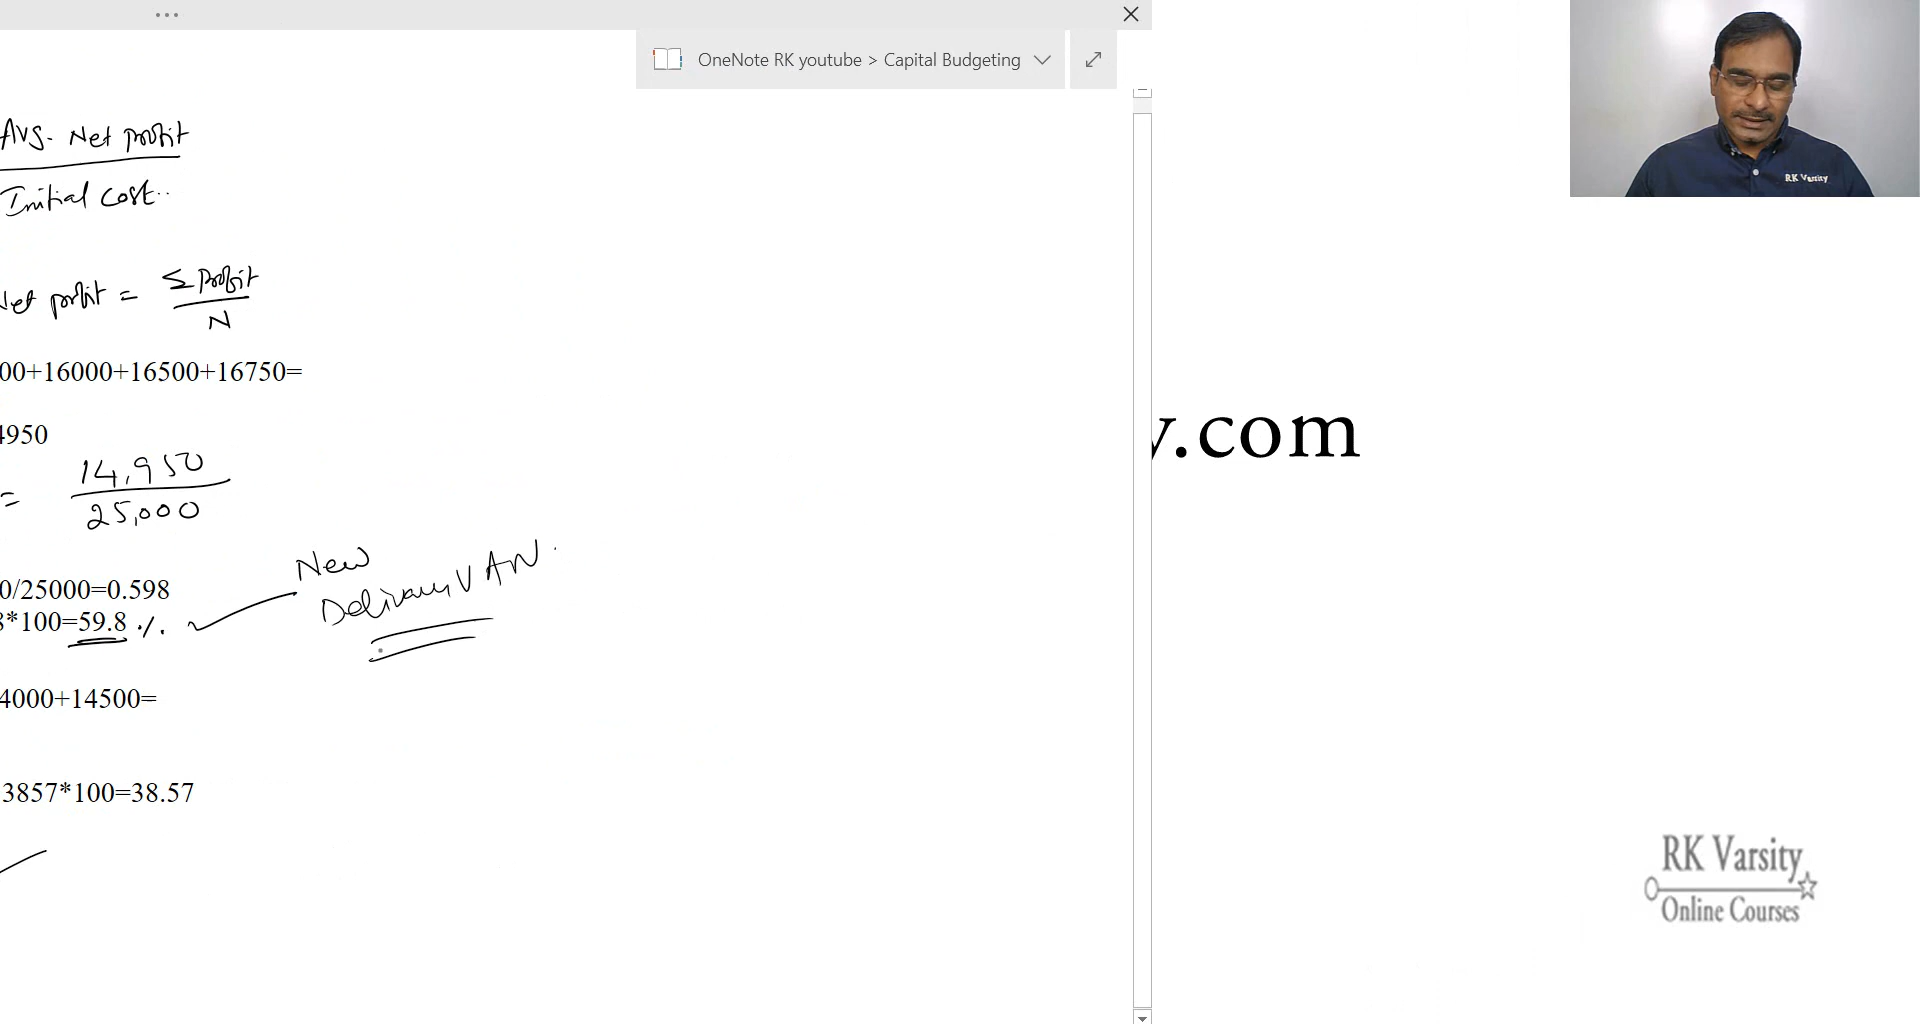 OneNote RK youtube > Capital Budgeting
Avg. Net profit
Initial Cost..
Net profit = Σ Profit
N
00+16000+16500+16750=
4950
= 14,950
25,000
New
Delivery VAN.
0/25000=0.598
8*100=59.8 %.
4000+14500=
3857*100=38.57
y.com
RK Varsity
RK Varsity
Online Courses